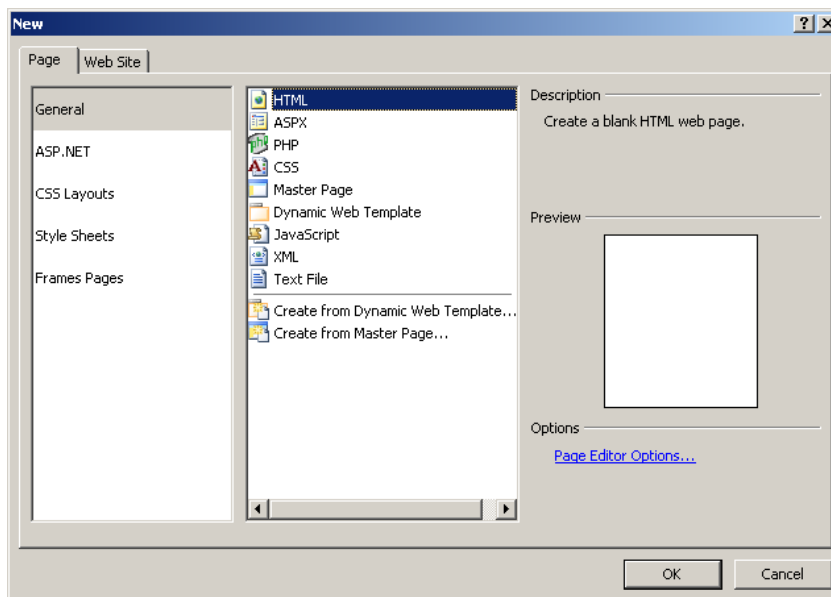 New
Page
Web Site
General
ASP.NET
CSS Layouts
Style Sheets
Frames Pages
HTML
ASPX
PHP
CSS
Master Page
Dynamic Web Template
JavaScript
XML
Text File
Create from Dynamic Web Template...
Create from Master Page...
Description
Create a blank HTML web page.
Preview
Options
Page Editor Options...
OK
Cancel